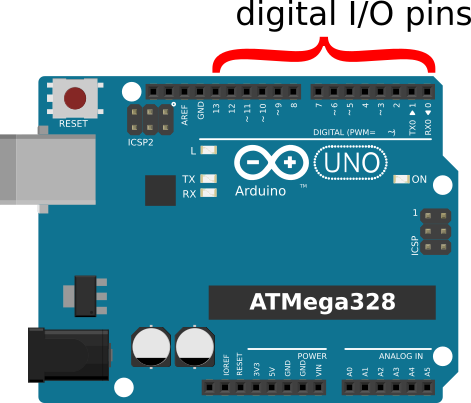 digital I/O pins
RESET
ICSP2
AREF
GND
13
12
~11
~10
~9
8
7
~6
~5
4
~3
2
TX0 ▶1
RX0 ◀0
DIGITAL (PWM= ~)
L
TX
RX
Arduino
TM
UNO
ON
1
ICSP
ATMega328
POWER
ANALOG IN
IOREF
RESET
3V3
5V
GND
GND
VIN
A0
A1
A2
A3
A4
A5